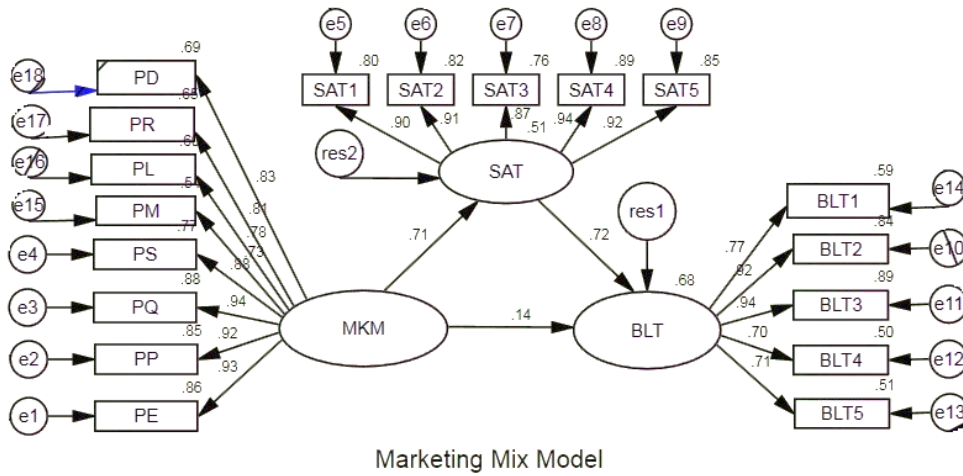 e5
e6
e7
e8
e9
.80
.82
.76
.89
.85
SAT1
SAT2
SAT3
SAT4
SAT5
.90
.91
.87
.94
.92
.51
SAT
res2
e18
PD
.69
e17
PR
.65
e16
PL
e15
PM
e4
PS
.77
e3
PQ
.88
e2
PP
.85
e1
PE
.86
.83
.81
.78
.73
.88
.94
.92
.93
MKM
.71
.14
.72
res1
.68
BLT
.77
.92
.94
.70
.71
BLT1
.59
e14
BLT2
.84
e10
BLT3
.89
e11
BLT4
.50
e12
BLT5
.51
e13
Marketing Mix Model